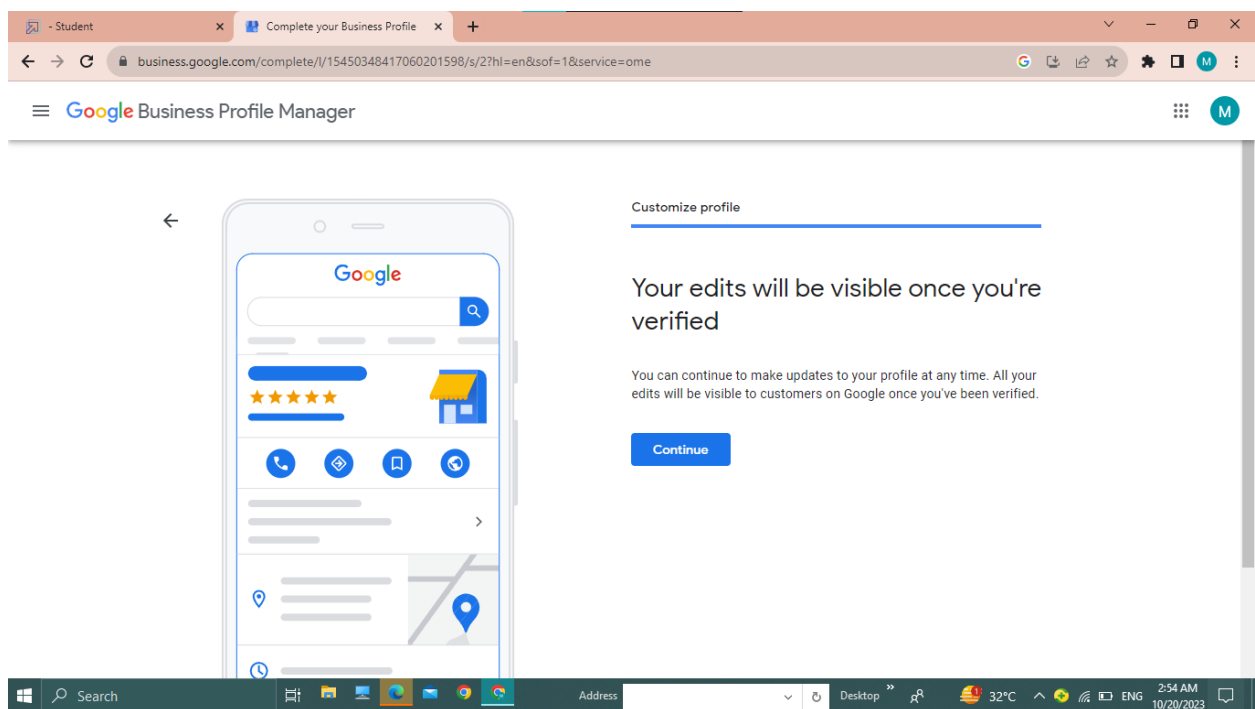 - Student
Complete your Business Profile
business.google.com/complete/l/15450348417060201598/s/2?hl=en&sof=1&service=ome
M
Google Business Profile Manager
M
Customize profile
Google
Your edits will be visible once you're
verified
You can continue to make updates to your profile at any time. All your
edits will be visible to customers on Google once you've been verified.
Continue
Search
Address
Desktop
32°C
ENG
2:54 AM
10/20/2023